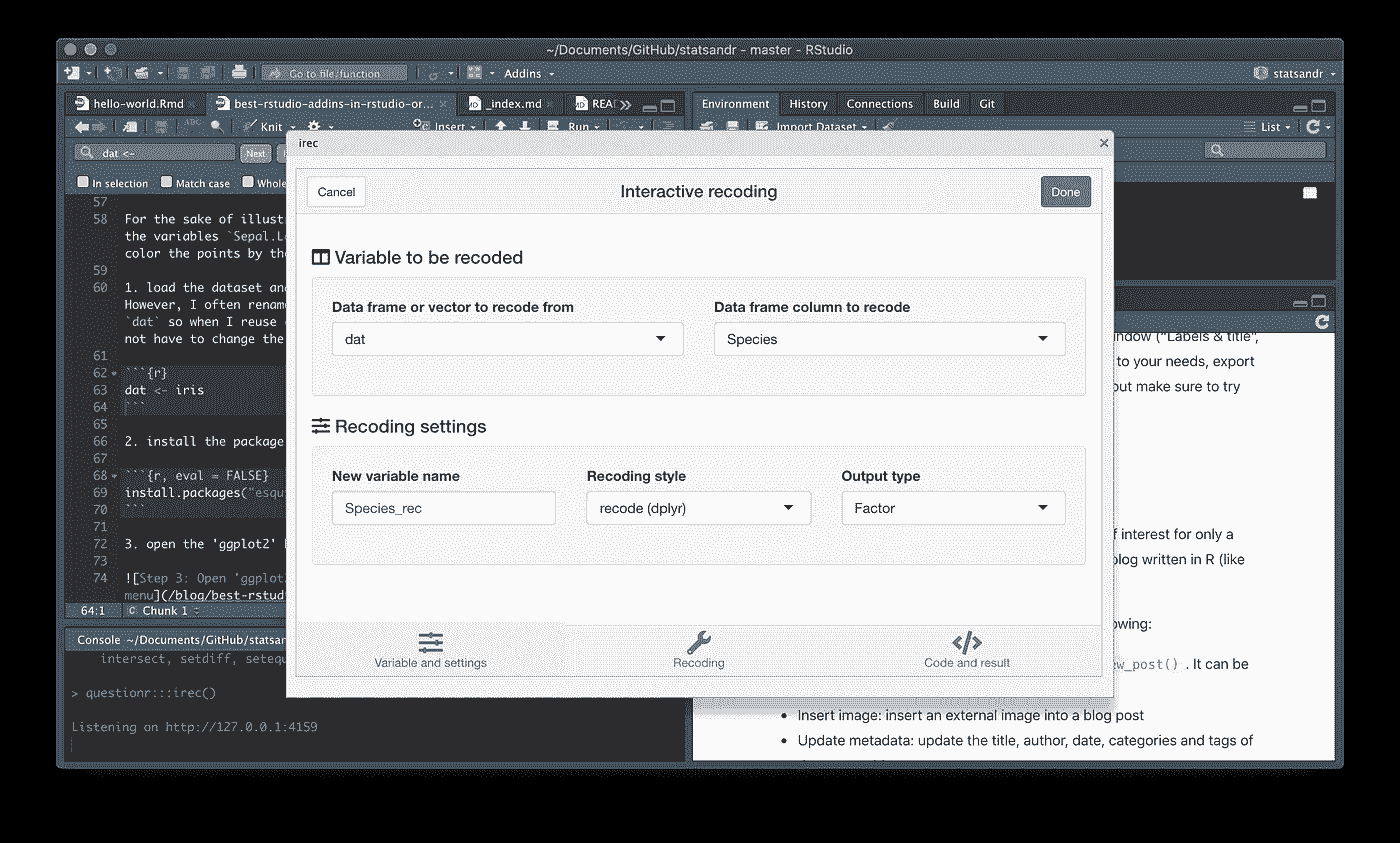 ~/Documents/GitHub/statsandr - master - RStudio
Go to file/function
Addins
statsandr
hello-world.Rmd
best-rstudio-addins-in-rstudio-or...
_index.md
REA
Environment
History
Connections
Build
Git
ABC
Knit
Insert
Run
Import Dataset
List
dat <-
Next
In selection
Match case
Whole
57
58 For the sake of illust
the variables `Sepal.Le
color the points by the
59
60 1. load the dataset and
However, I often rename
`dat` so when I reuse
not have to change the
61
62 ```{r}
63 dat <- iris
64 ```
65
66 2. install the package
67
68 ```{r, eval = FALSE}
69 install.packages("esqui
70 ```
71
72 3. open the 'ggplot2'
73
74 ![Step 3: Open 'ggplot
menu](/blog/best-rstud
64:1
Chunk 1
Console ~/Documents/GitHub/statsan
intersect, setdiff, setequ
> questionr:::irec()
Listening on http://127.0.0.1:4159
irec
Cancel
Interactive recoding
Done
Variable to be recoded
Data frame or vector to recode from
Data frame column to recode
dat
Species
Recoding settings
New variable name
Recoding style
Output type
Species_rec
recode (dplyr)
Factor
Variable and settings
Recoding
Code and result
ndow ("Labels & title",
to your needs, export
but make sure to try
f interest for only a
blog written in R (like
owing:
ew_post() . It can be
Insert image: insert an external image into a blog post
Update metadata: update the title, author, date, categories and tags of